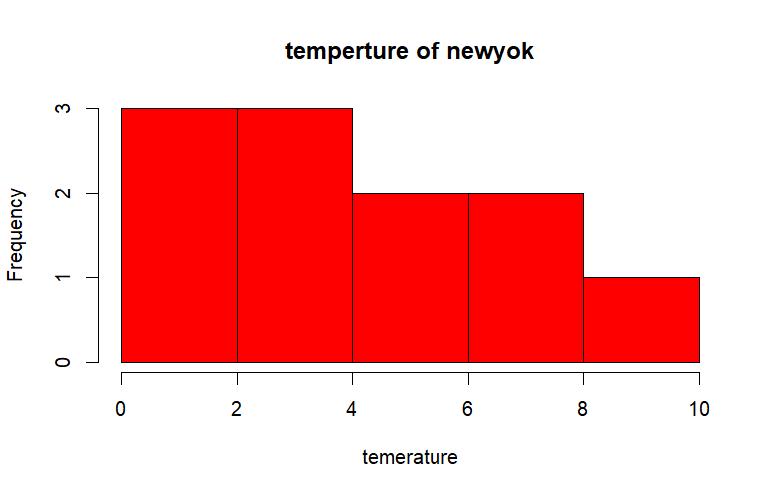 temperture of newyok
Frequency
3
2
1
0
0 2 4 6 8 10
temerature